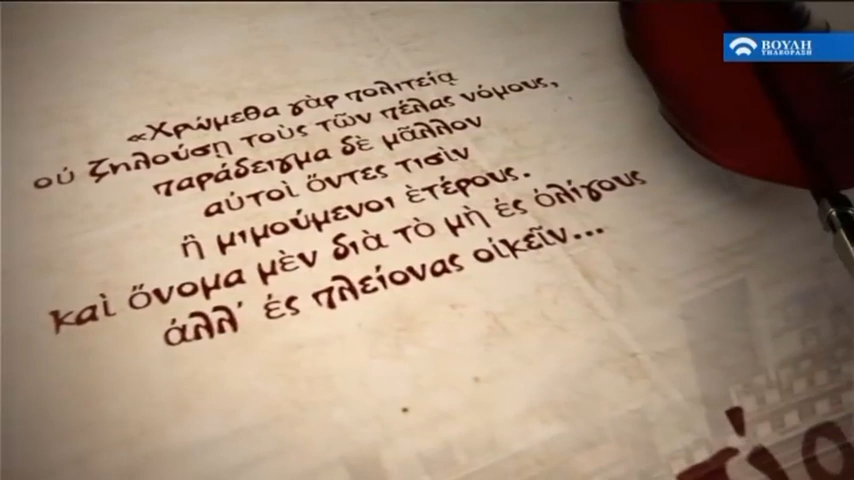 «Χρώμεθα γὰρ πολιτείᾳ
οὐ ζηλούσῃ τοὺς τῶν πέλας νόμους,
παράδειγμα δὲ μᾶλλον
αὐτοὶ ὄντες τισὶν
ἢ μιμούμενοι ἑτέρους.
καὶ ὄνομα μὲν διὰ τὸ μὴ ἐς ὀλίγους
ἀλλ᾽ ἐς πλείονας οἰκεῖν...
ΒΟΥΛΗ
ΤΗΛΕΟΡΑΣΗ